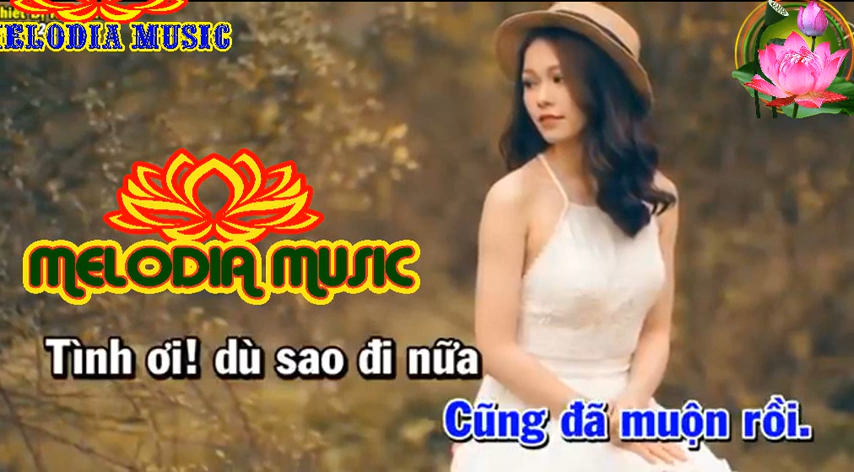 MELODIA MUSIC
MELODIA MUSIC
Tình ơi! dù sao đi nữa
Cũng đã muộn rồi.